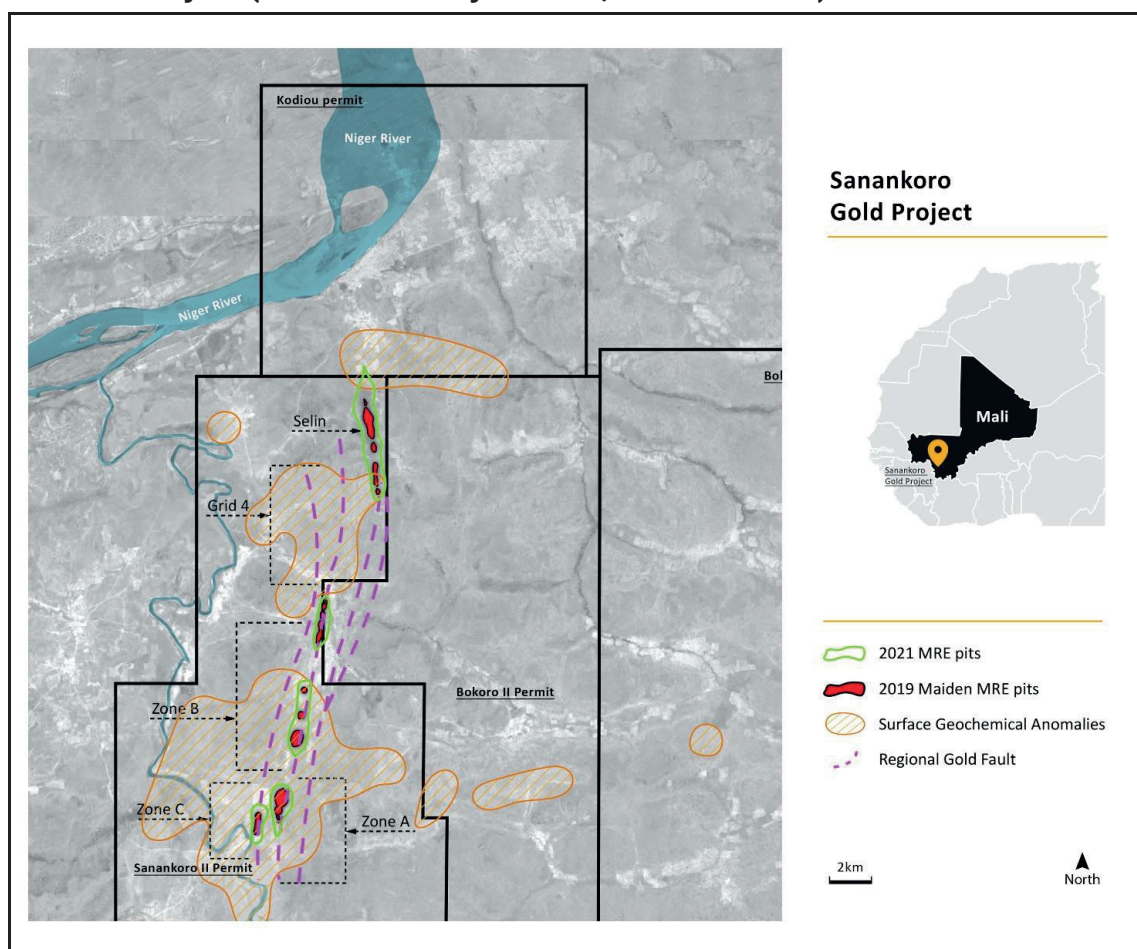 Kodiou permit
Niger River
Niger River
Selin
Grid 4
Zone B
Bokoro II Permit
Zone C
Zone A
Sanankoro II Permit
Sanankoro
Gold Project
Mali
Sanankoro
Gold Project
2021 MRE pits
2019 Maiden MRE pits
Surface Geochemical Anomalies
Regional Gold Fault
2km
North